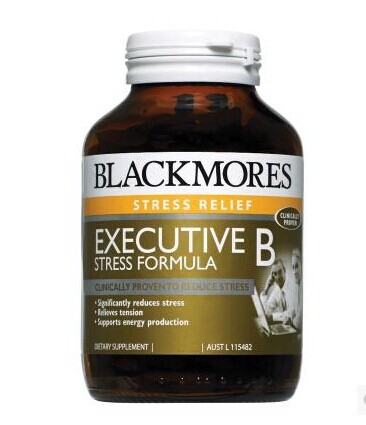 BLACKMORES
STRESS RELIEF
CLINICALLY
PROVEN
EXECUTIVE B
STRESS FORMULA
CLINICALLY PROVEN TO REDUCE STRESS
• Significantly reduces stress
• Relieves tension
• Supports energy production
DIETARY SUPPLEMENT | | AUST L 115482